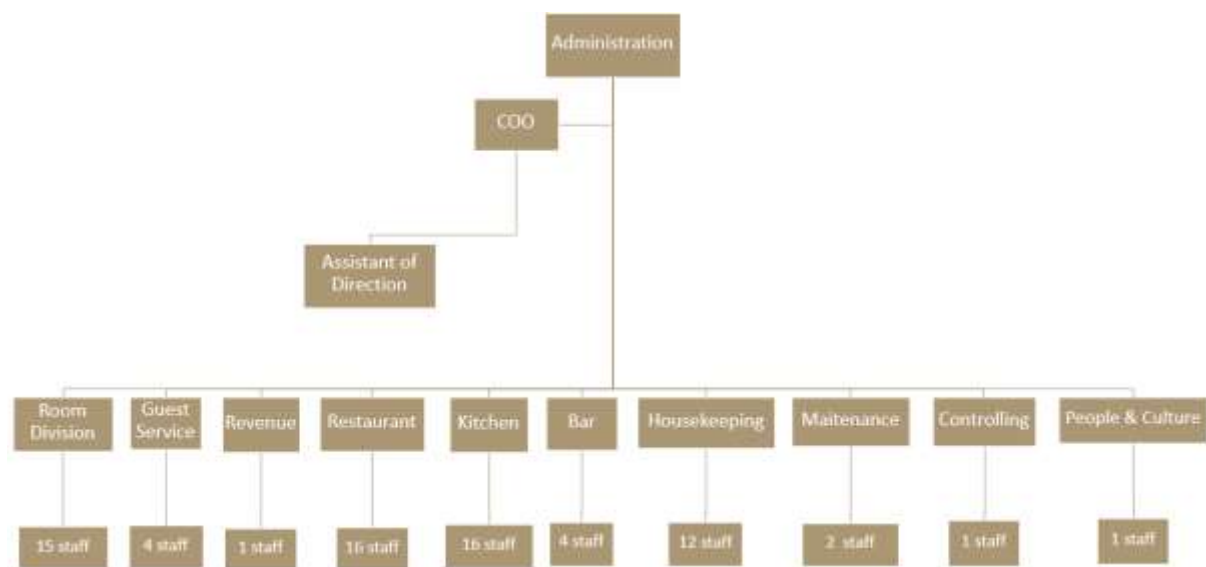 Administration
COO
Assistant of
Direction
Room
Division
Guest
Service
Revenue
Restaurant
Kitchen
Bar
Housekeeping
Maitenance
Controlling
People & Culture
15 staff
4 staff
1 staff
16 staff
16 staff
4 staff
12 staff
2 staff
1 staff
1 staff